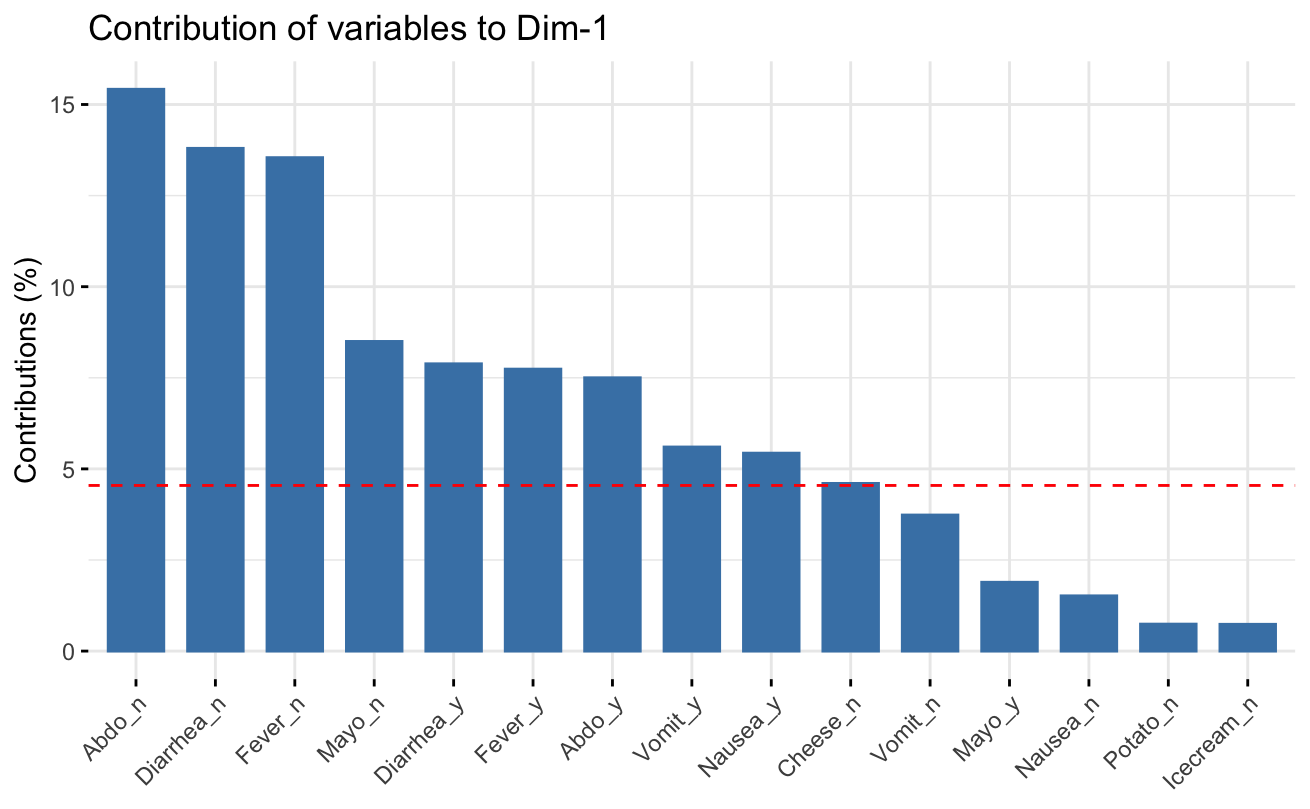 Contribution of variables to Dim-1
Contributions (%)
15
10
5
0
Abdo_n
Diarrhea_n
Fever_n
Mayo_n
Diarrhea_y
Fever_y
Abdo_y
Vomit_y
Nausea_y
Cheese_n
Vomit_n
Mayo_y
Nausea_n
Potato_n
Icecream_n